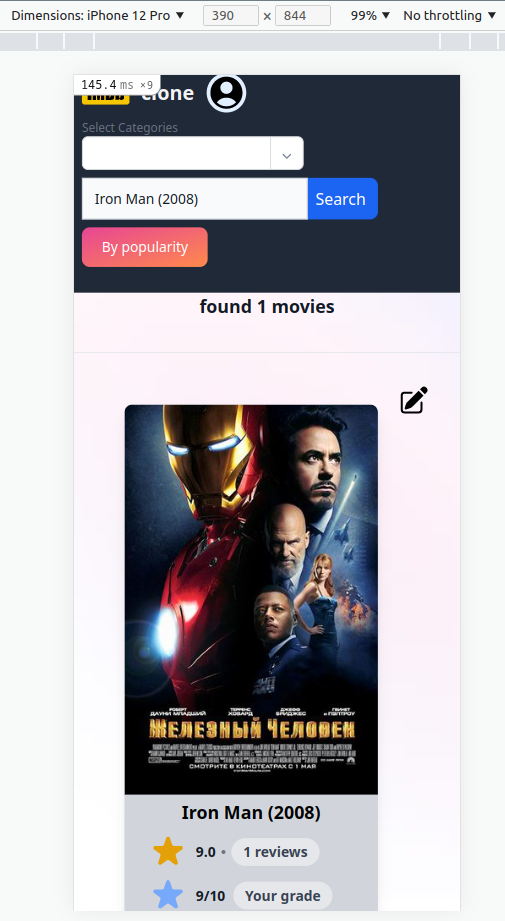 Dimensions: iPhone 12 Pro ▼ 390 × 844 99% ▼ No throttling ▼
145.4 ms ×9
clone
Select Categories
Iron Man (2008) Search
By popularity
found 1 movies
РОБЕРТ ТЕРРЕНС ДЖЕФФ ГВИНЕТ
ДАУНИ МЛАДШИЙ ХОВАРД БРИДЖЕС И ПЭЛТРОУ
ЖЕЛЕЗНЫЙ ЧЕЛОВЕК
СМОТРИТЕ В КИНОТЕАТРАХ С 1 МАЯ
Iron Man (2008)
9.0 • 1 reviews
9/10 Your grade